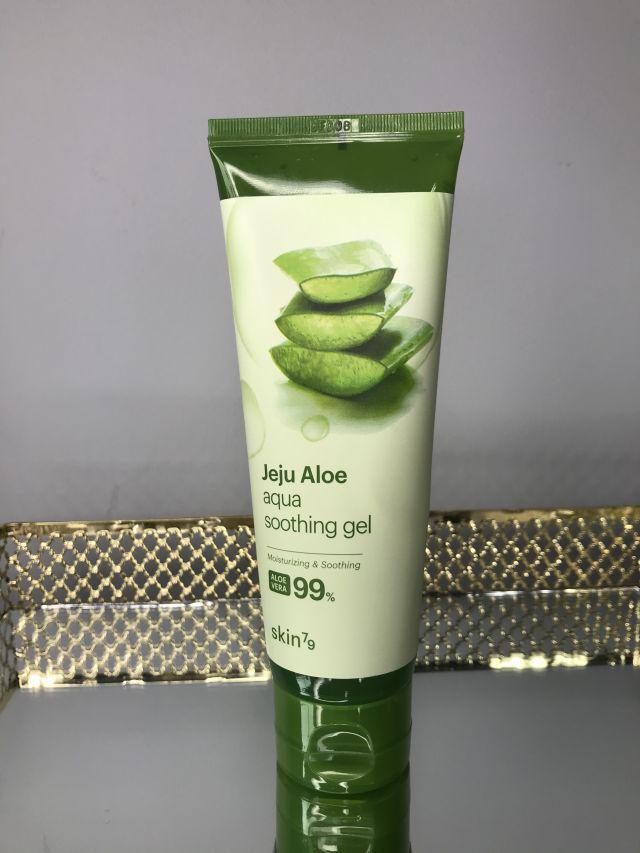 Jeju Aloe
aqua
soothing gel
Moisturizing & Soothing
ALOE
VERA 99%
skin79